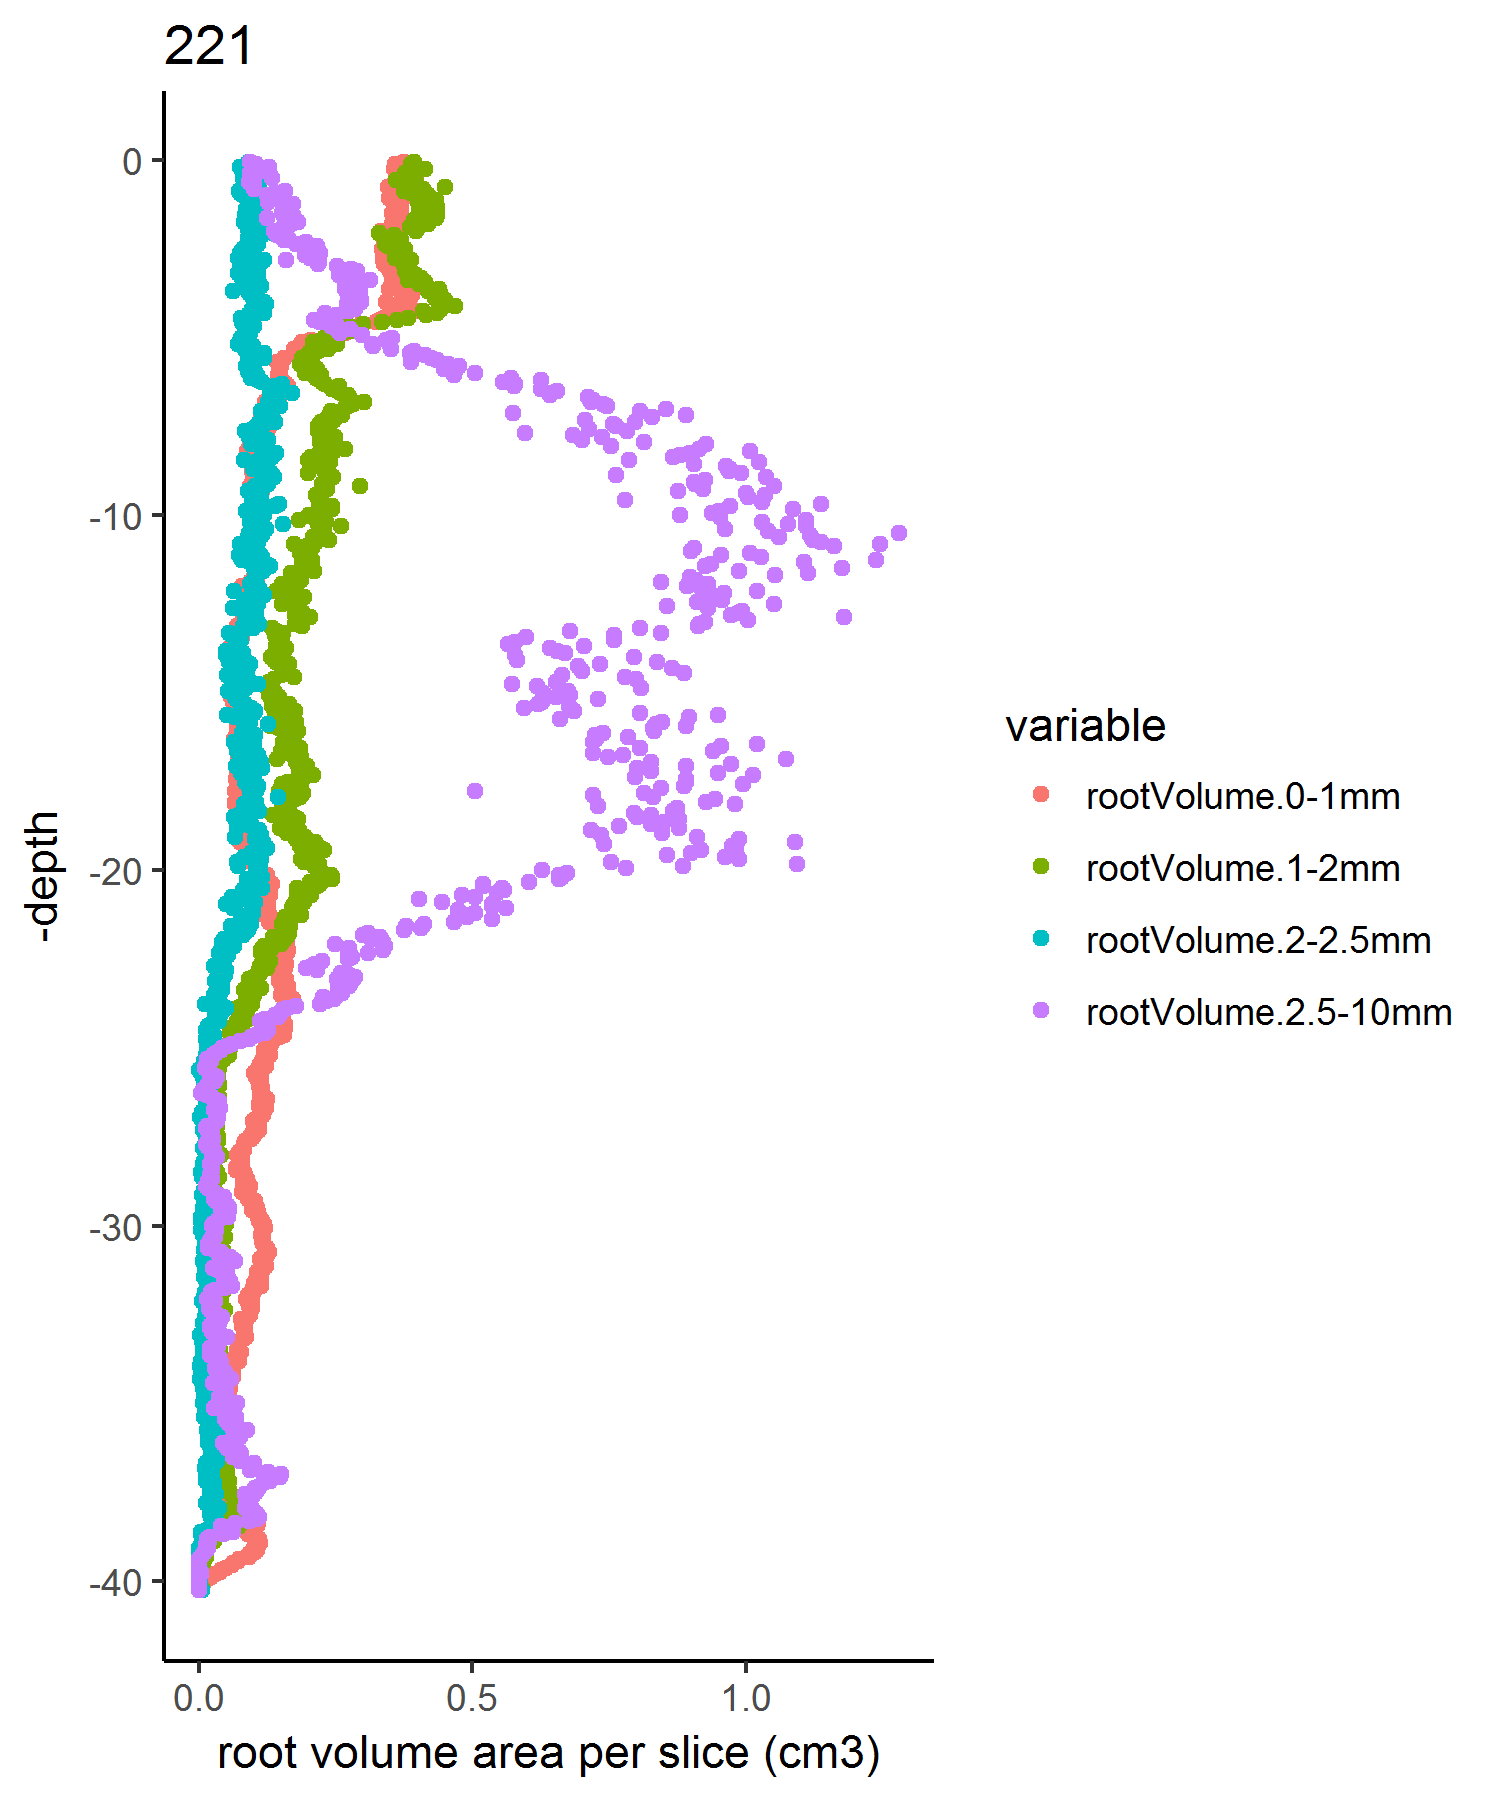 221
0
-10
-20
-30
-40
-depth
0.0 0.5 1.0
root volume area per slice (cm3)
variable
rootVolume.0-1mm
rootVolume.1-2mm
rootVolume.2-2.5mm
rootVolume.2.5-10mm